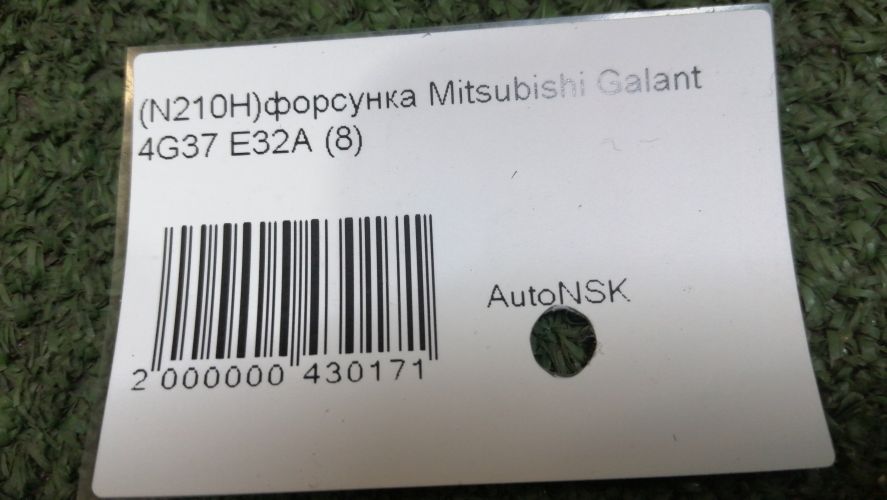 (N210H)форсунка Mitsubishi Galant
4G37 E32A (8)
AutoNSK
2 000000 430171